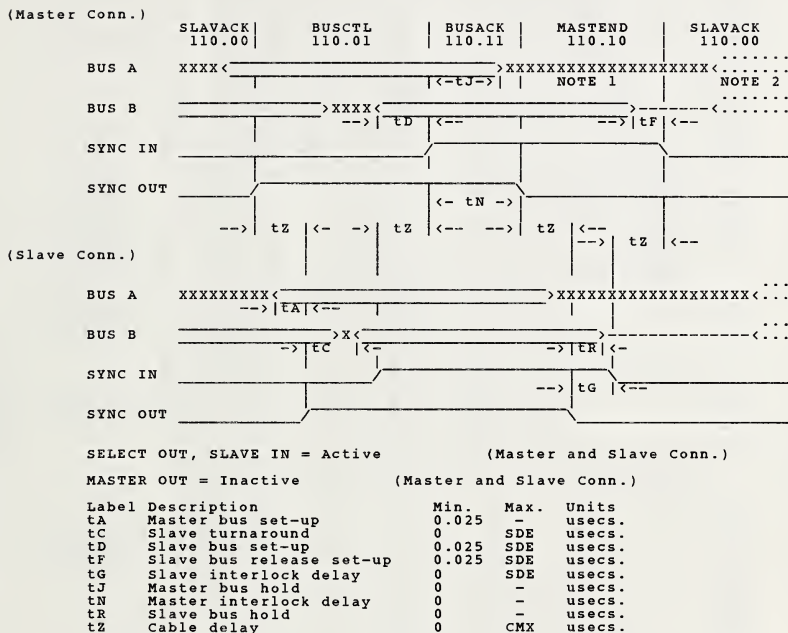 (Master Conn.)
SLAVACK BUSCTL BUSACK MASTEND SLAVACK
110.00 110.01 110.11 110.10 110.00
BUS A XXXX< >XXXXXXXXXXXXXXXXXXXX<.......
<-tJ-> NOTE 1 NOTE 2
BUS B >XXXX< >-------<.......
--> tD <-- --> tF <--
SYNC IN
SYNC OUT
<- tN ->
--> tZ <- -> tZ <-- --> tZ <--
--> tZ <--
(Slave Conn.)
BUS A XXXXXXXXX< >XXXXXXXXXXXXXXXXXX<...
--> tA <--
BUS B >X< >--------------<...
-> tC <- -> tR <-
SYNC IN
--> tG <--
SYNC OUT
SELECT OUT, SLAVE IN = Active (Master and Slave Conn.)
MASTER OUT = Inactive (Master and Slave Conn.)
Label Description Min. Max. Units
tA Master bus set-up 0.025 - usecs.
tC Slave turnaround 0 SDE usecs.
tD Slave bus set-up 0.025 SDE usecs.
tF Slave bus release set-up 0.025 SDE usecs.
tG Slave interlock delay 0 SDE usecs.
tJ Master bus hold 0 - usecs.
tN Master interlock delay 0 - usecs.
tR Slave bus hold 0 - usecs.
tZ Cable delay 0 CMX usecs.